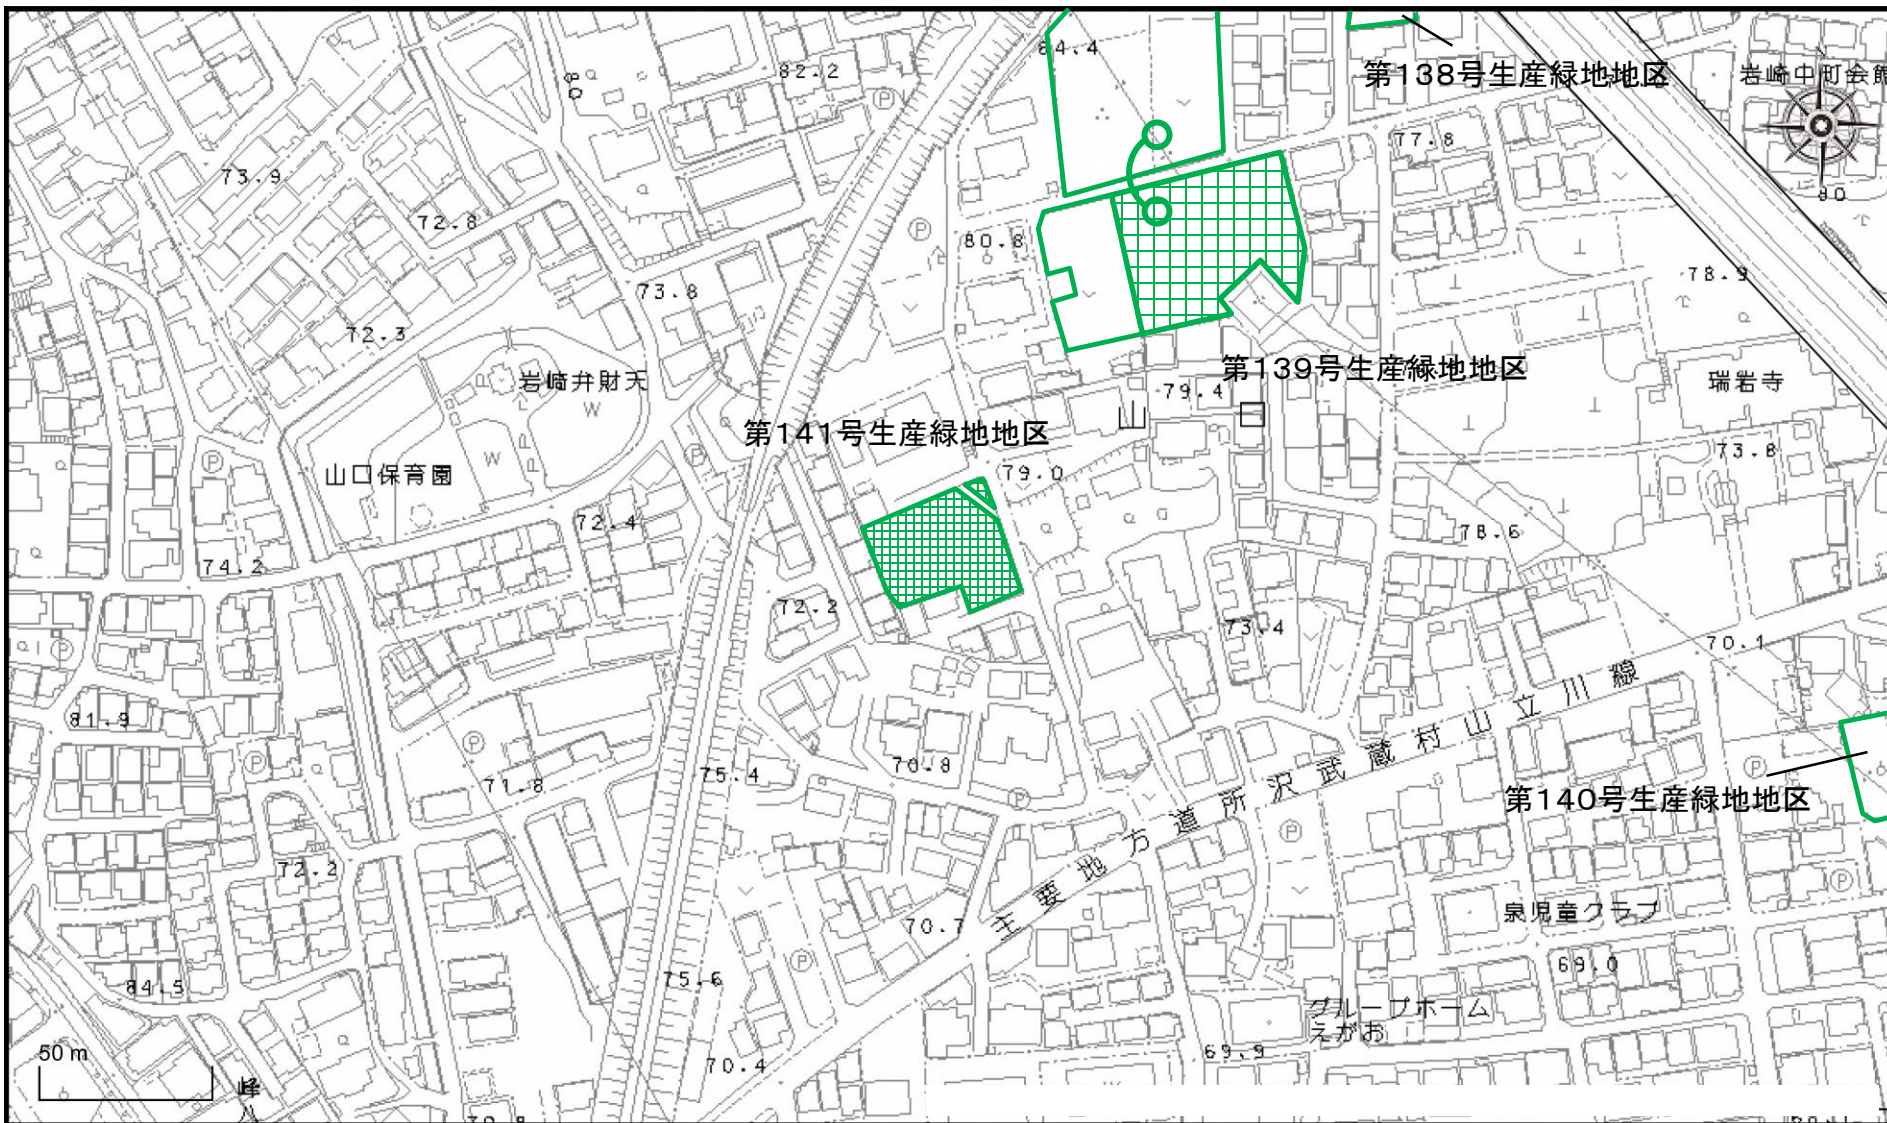 84.4
82.2
80
Ⓟ
第138号生産緑地地区
岩崎中町会館
77.8
80
73.9
72.8
Ⓟ
80.8
73.8
78.9
72.3
岩崎弁財天
W
第139号生産緑地地区
79.4
瑞岩寺
山
口
第141号生産緑地地区
Ⓟ
Ⓟ
W
山口保育園
79.0
73.8
72.4
78.6
74.2
72.2
73.4
Ⓟ
70.1
81.9
Ⓟ
Ⓟ
71.8
75.4
70.8
Ⓟ
主要地方道所沢武蔵村山立川線
Ⓟ
第140号生産緑地地区
Ⓟ
72.2
Ⓟ
70.7
泉児童クラブ
Ⓟ
69.0
84.5
75.6
グループホーム
えがお
50 m
70.4
69.9
峰